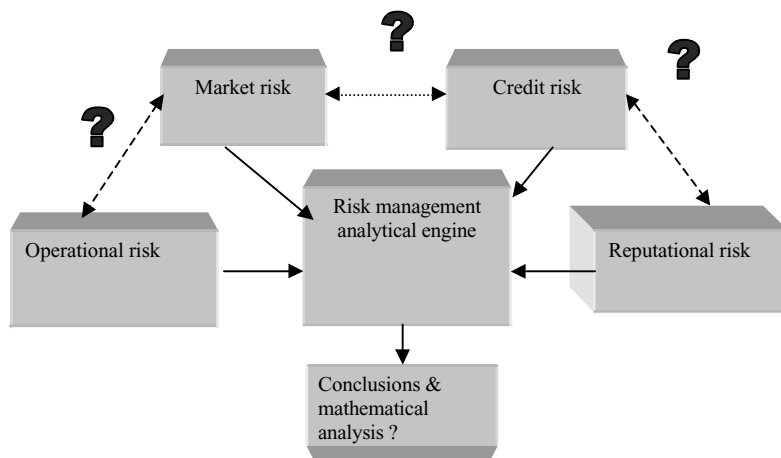 ?
?
?
Market risk
Credit risk
Risk management
analytical engine
Operational risk
Reputational risk
Conclusions &
mathematical
analysis ?